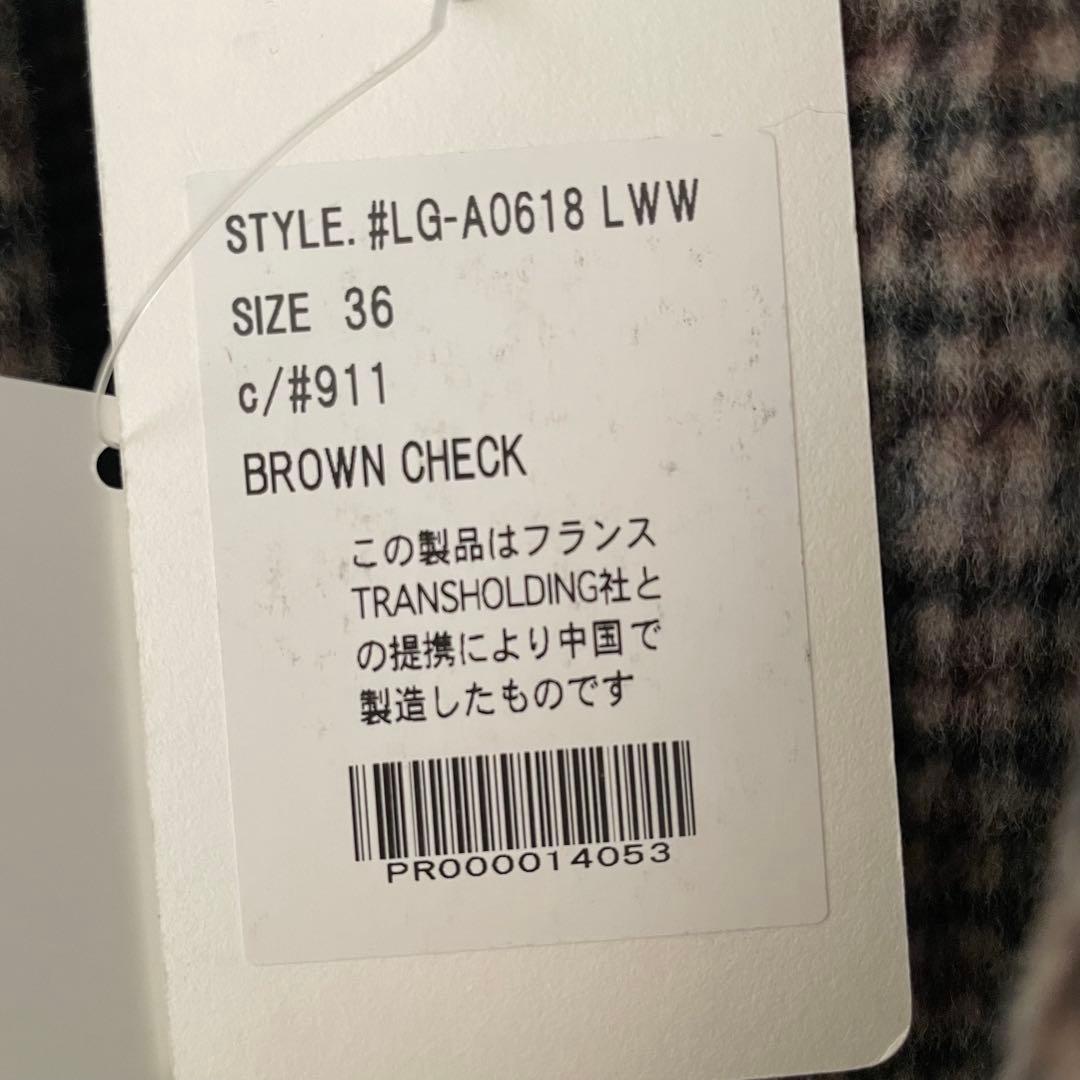 STYLE. #LG-A0618 LWW
SIZE 36
c/#911
BROWN CHECK
この製品はフランス
TRANSHOLDING社と
の提携により中国で
製造したものです
PR000014053